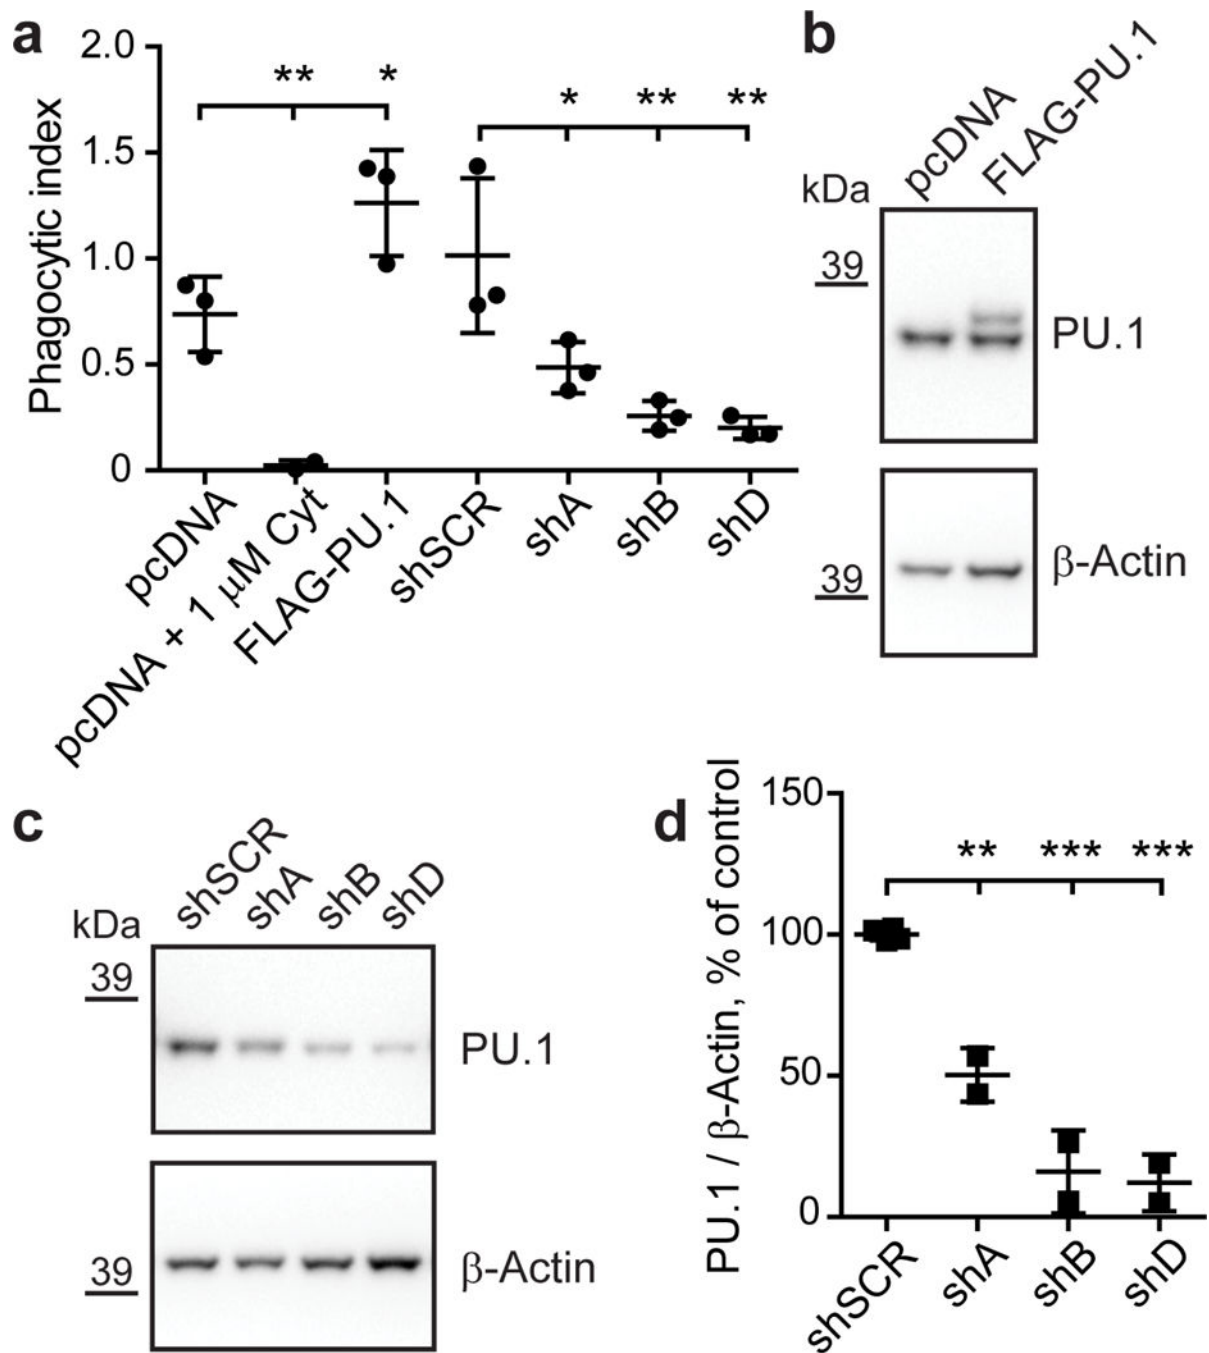 a
Phagocytic index
2.0
1.5
1.0
0.5
0
** *
* ** **
pcDNA
pcDNA + 1 μM Cyt
FLAG-PU.1
shSCR
shA
shB
shD
b
pcDNA
FLAG-PU.1
kDa
39
PU.1
39
β-Actin
c
shSCR
shA
shB
shD
kDa
39
PU.1
39
β-Actin
d
PU.1 / β-Actin, % of control
150
100
50
0
** *** ***
shSCR
shA
shB
shD